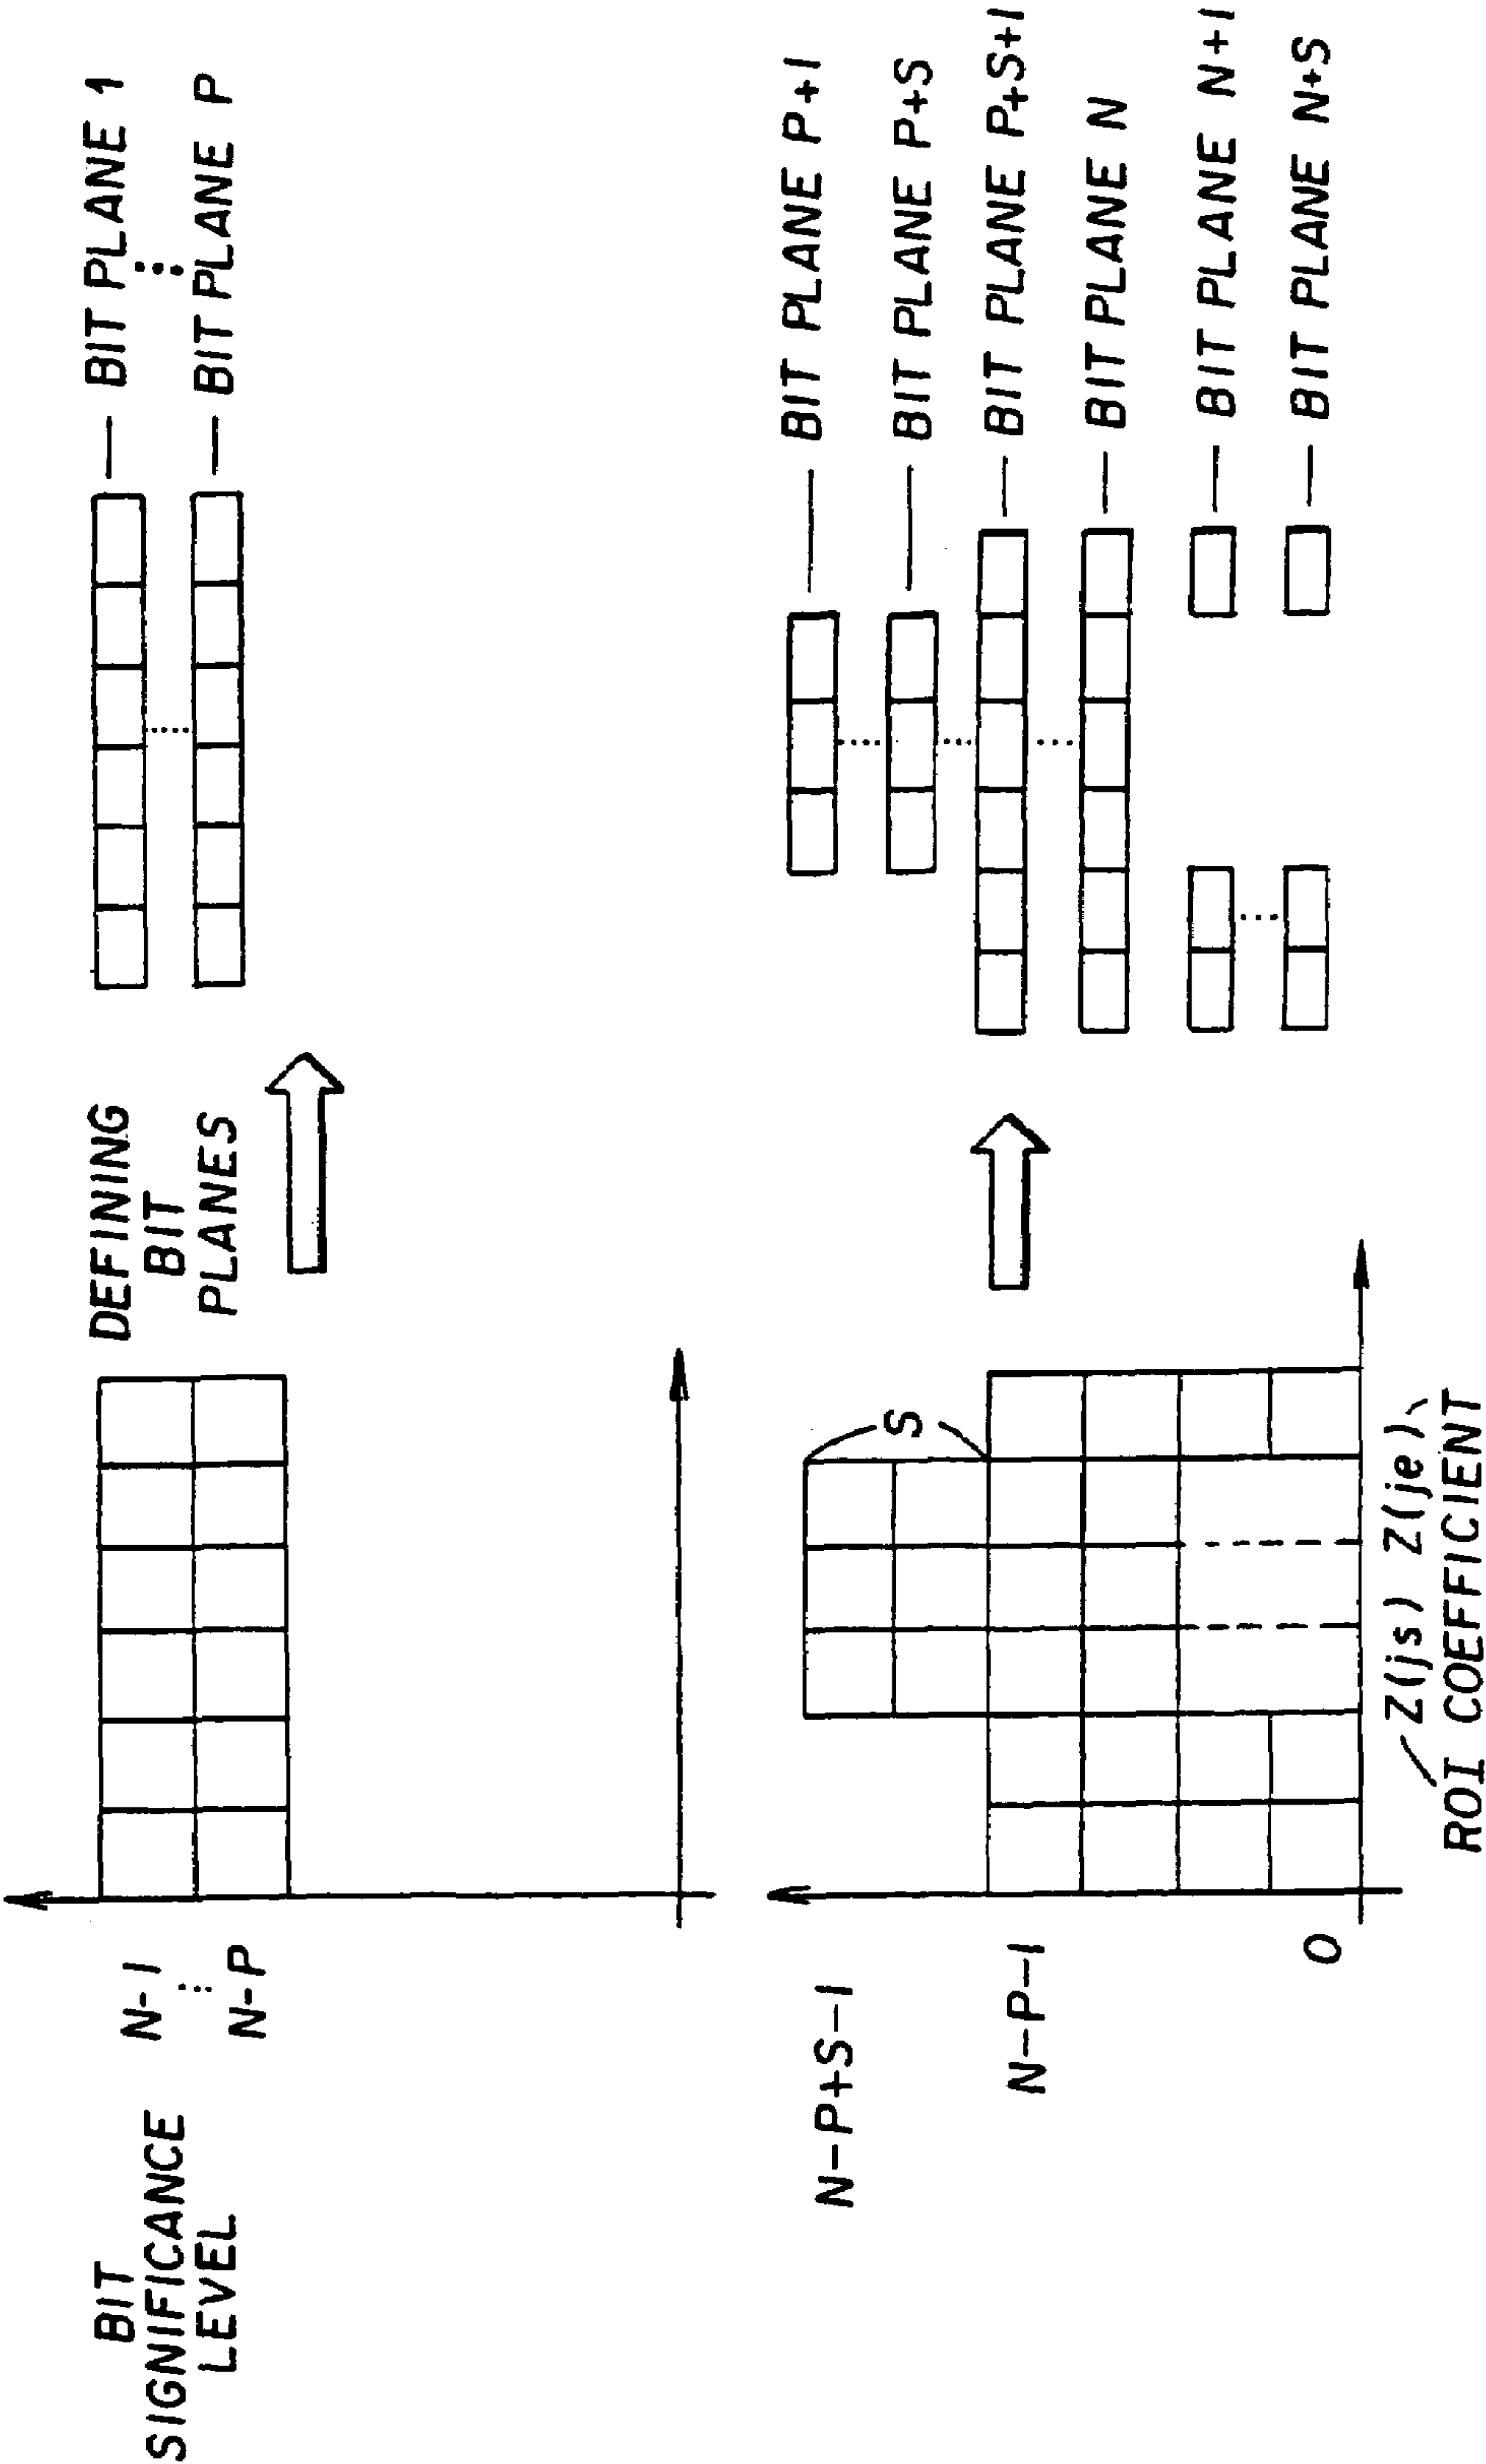 BIT
SIGNIFICANCE
LEVEL
N-1
N-P
DEFINING
BIT
PLANES
BIT PLANE 1
BIT PLANE P
N-P+S-1
N-P-1
0
S
Z(js) Z(je)
ROI COEFFICIENT
BIT PLANE P+1
BIT PLANE P+S
BIT PLANE P+S+1
BIT PLANE N
BIT PLANE N+1
BIT PLANE N+S